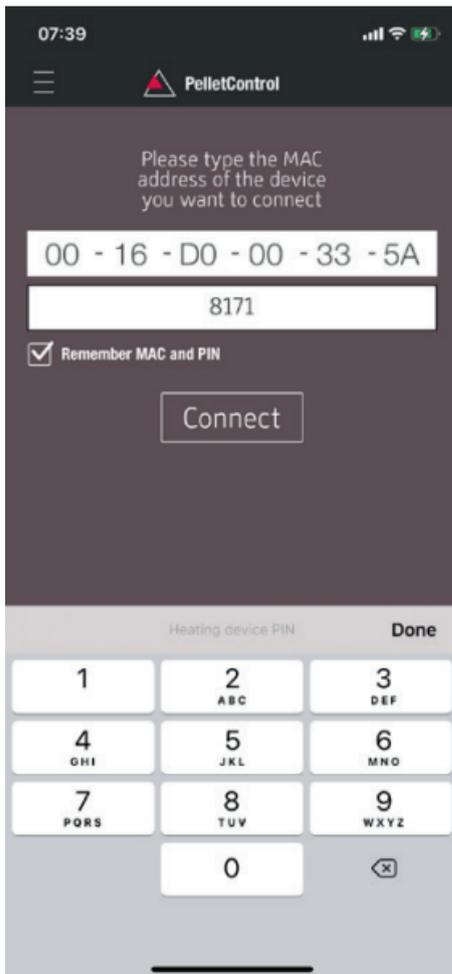 07:39
PelletControl
Please type the MAC
address of the device
you want to connect
00 - 16 - D0 - 00 - 33 - 5A
8171
Remember MAC and PIN
Connect
Heating device PIN
Done
1
2
ABC
3
DEF
4
GHI
5
JKL
6
MNO
7
PQRS
8
TUV
9
WXYZ
0